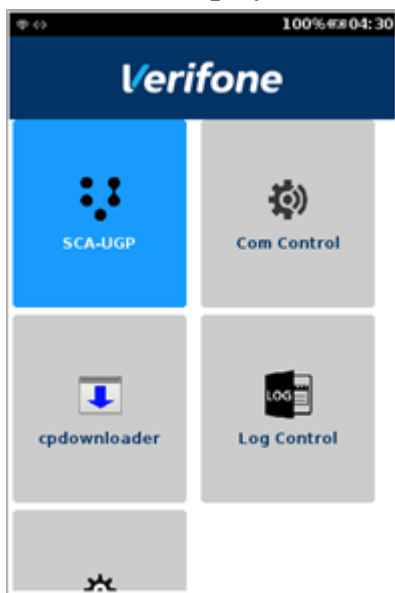 100% 04:30
Verifone
SCA-UGP
Com Control
LOG
cpdownloader
Log Control